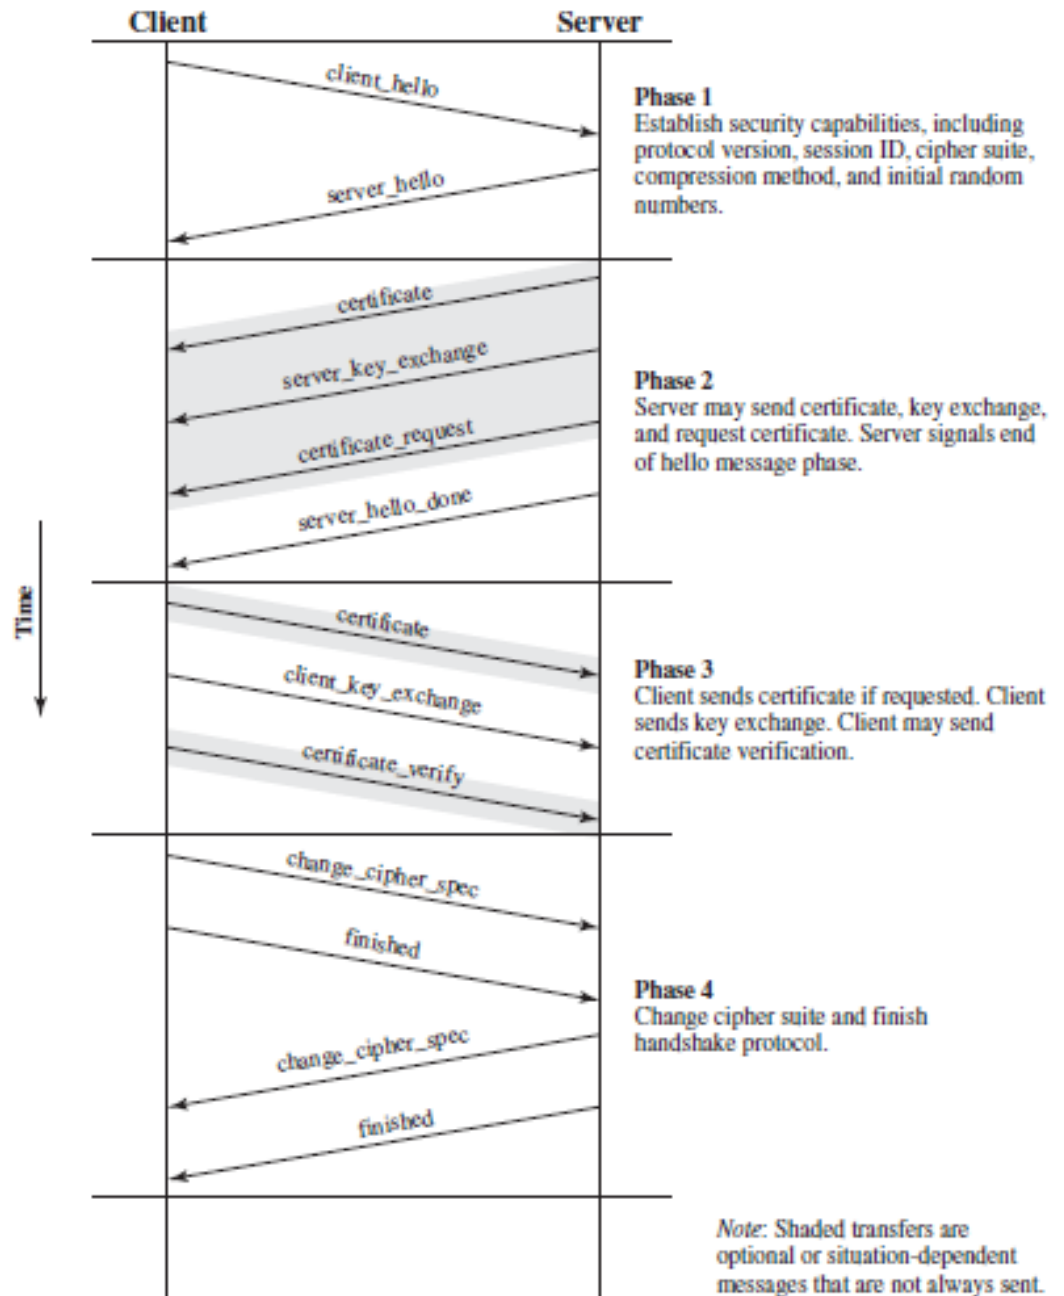 Client
Server
client_hello
server_hello
Phase 1
Establish security capabilities, including
protocol version, session ID, cipher suite,
compression method, and initial random
numbers.
certificate
server_key_exchange
certificate_request
server_hello_done
Phase 2
Server may send certificate, key exchange,
and request certificate. Server signals end
of hello message phase.
Time
certificate
client_key_exchange
certificate_verify
Phase 3
Client sends certificate if requested. Client
sends key exchange. Client may send
certificate verification.
change_cipher_spec
finished
change_cipher_spec
finished
Phase 4
Change cipher suite and finish
handshake protocol.
Note: Shaded transfers are
optional or situation-dependent
messages that are not always sent.